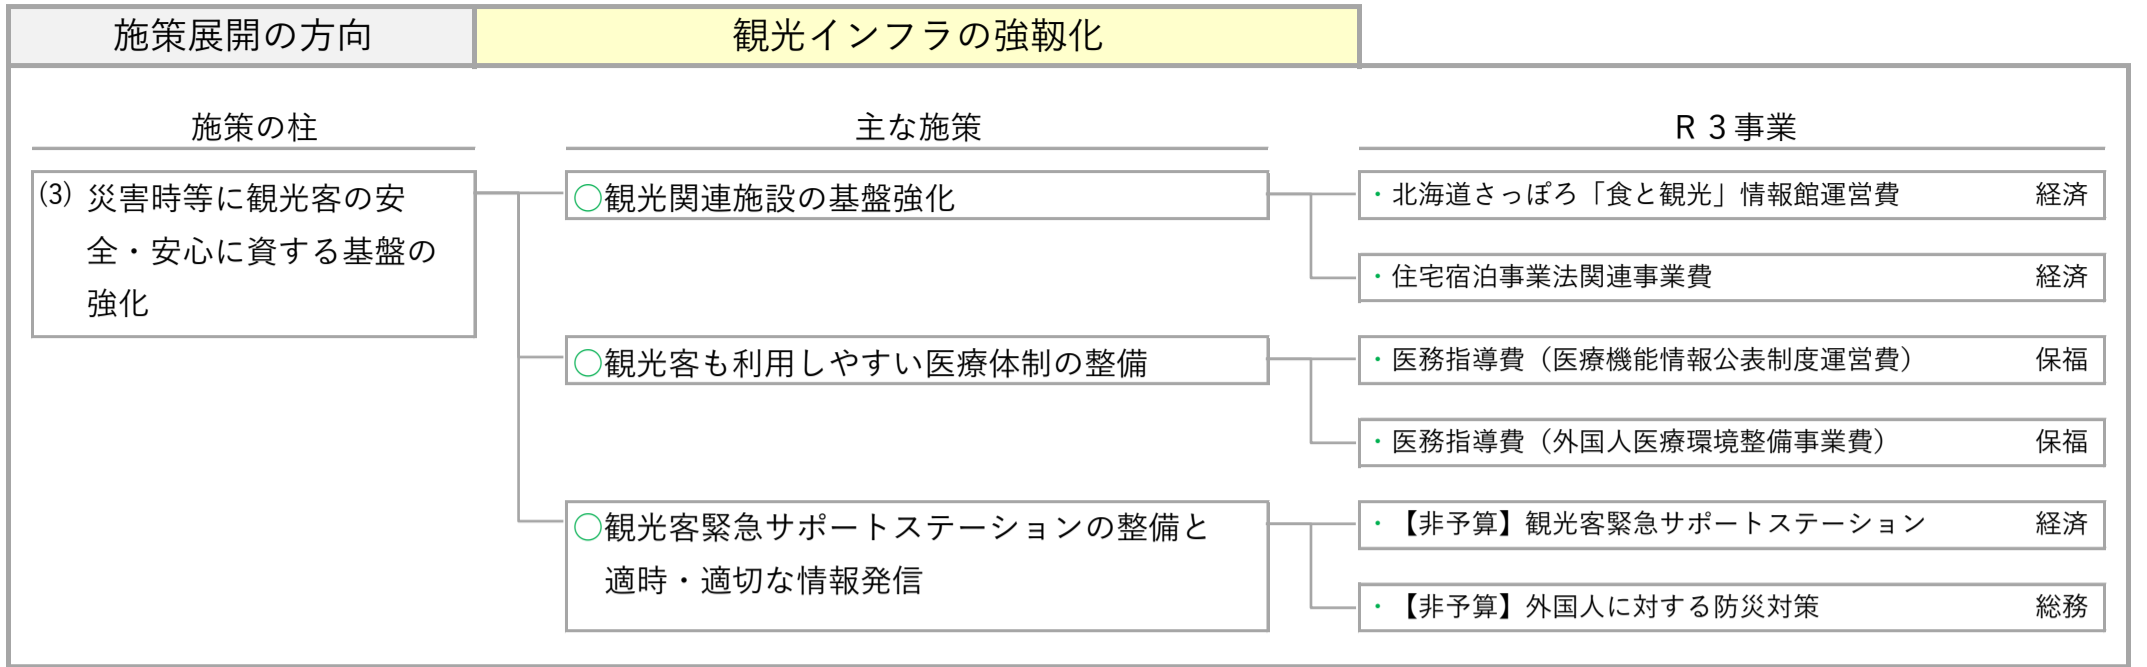 施策展開の方向
観光インフラの強靱化
施策の柱
主な施策
R３事業
(3) 災害時等に観光客の安
全・安心に資する基盤の
強化
○観光関連施設の基盤強化
・北海道さっぽろ「食と観光」情報館運営費 経済
・住宅宿泊事業法関連事業費 経済
○観光客も利用しやすい医療体制の整備
・医務指導費（医療機能情報公表制度運営費） 保福
・医務指導費（外国人医療環境整備事業費） 保福
○観光客緊急サポートステーションの整備と
適時・適切な情報発信
・【非予算】観光客緊急サポートステーション 経済
・【非予算】外国人に対する防災対策 総務